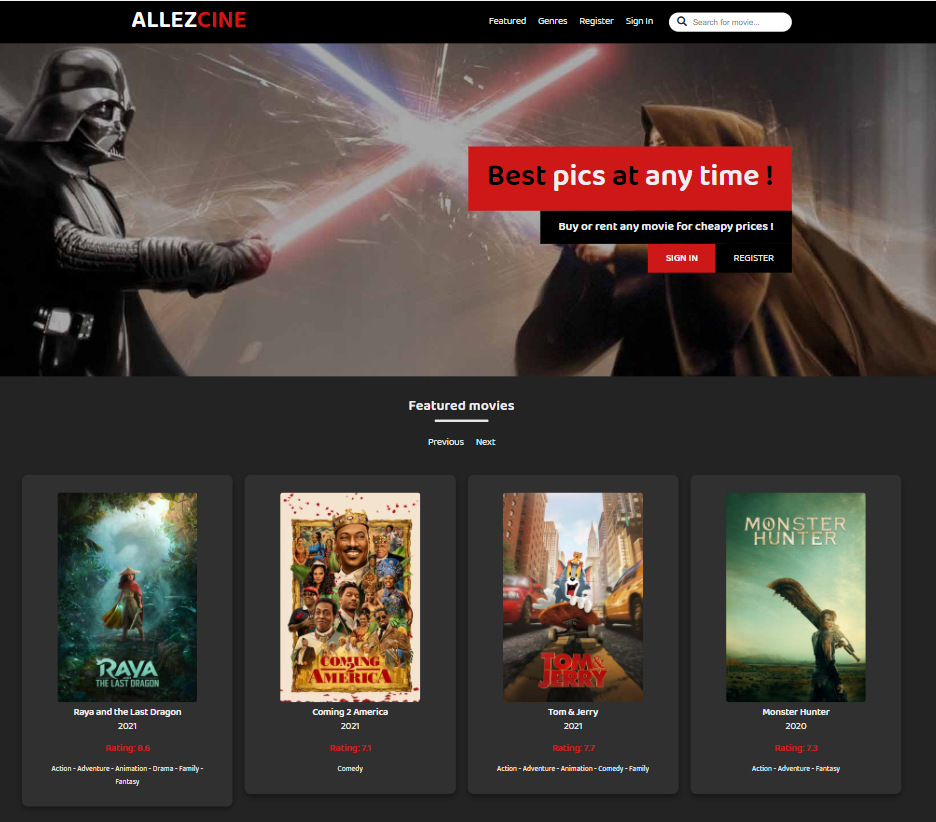 ALLEZCINE
Featured Genres Register Sign In Search for movie...
Best pics at any time !
Buy or rent any movie for cheapy prices !
SIGN IN REGISTER
Featured movies
Previous Next
RAYA
THE LAST DRAGON
COMING
2
AMERICA
TOM &
JERRY
MONSTER
HUNTER
Raya and the Last Dragon
2021
Rating: 8.6
Action - Adventure - Animation - Drama - Family -
Fantasy
Coming 2 America
2021
Rating: 7.1
Comedy
Tom & Jerry
2021
Rating: 7.7
Action - Adventure - Animation - Comedy - Family
Monster Hunter
2020
Rating: 7.3
Action - Adventure - Fantasy